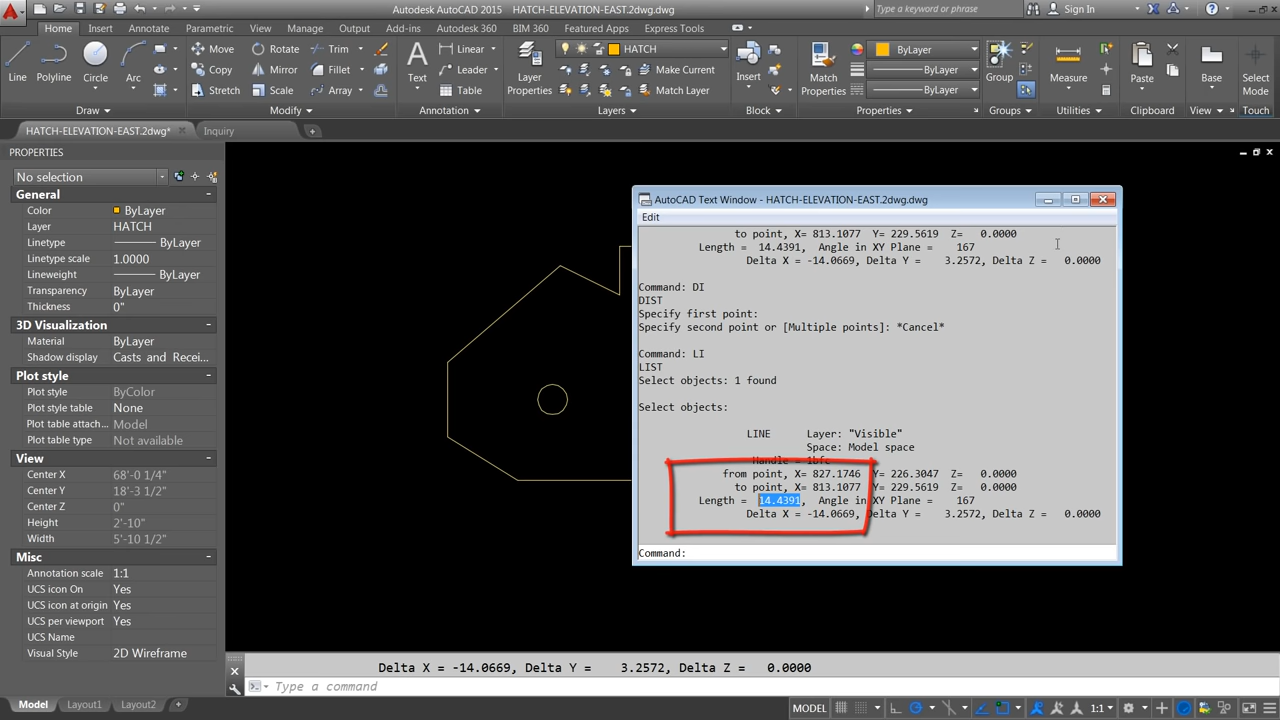 Autodesk AutoCAD 2015 HATCH-ELEVATION-EAST.2dwg.dwg
Type a keyword or phrase
Sign In
Home Insert Annotate Parametric View Manage Output Add-ins Autodesk 360 BIM 360 Featured Apps Express Tools
Line Polyline Circle Arc
Move Rotate Trim
Copy Mirror Fillet
Stretch Scale Array
Text
Linear
Leader
Table
Layer Properties
HATCH
Make Current
Match Layer
Insert
Match Properties
ByLayer
ByLayer
ByLayer
Group
Measure
Paste
Base
Select Mode
Draw Modify Annotation Layers Block Properties Groups Utilities Clipboard View Touch
HATCH-ELEVATION-EAST.2dwg* Inquiry
PROPERTIES
No selection
General
Color ByLayer
Layer HATCH
Linetype ByLayer
Linetype scale 1.0000
Lineweight ByLayer
Transparency ByLayer
Thickness 0"
3D Visualization
Material ByLayer
Shadow display Casts and Recei...
Plot style
Plot style ByColor
Plot style table None
Plot table attach... Model
Plot table type Not available
View
Center X 68'-0 1/4"
Center Y 18'-3 1/2"
Height 2'-10"
Width 5'-10 1/2"
Misc
Annotation scale 1:1
UCS icon On Yes
UCS icon at origin Yes
UCS per viewport Yes
UCS Name
Visual Style 2D Wireframe
AutoCAD Text Window - HATCH-ELEVATION-EAST.2dwg.dwg
Edit
to point, X= 813.1077 Y= 229.5619 Z= 0.0000
Length = 14.4391, Angle in XY Plane = 167
Delta X = -14.0669, Delta Y = 3.2572, Delta Z = 0.0000
Command: DI
DIST
Specify first point:
Specify second point or [Multiple points]: *Cancel*
Command: LI
LIST
Select objects: 1 found
Select objects:
LINE Layer: "Visible"
Space: Model space
Handle = 1bfc
from point, X= 827.1746 Y= 226.3047 Z= 0.0000
to point, X= 813.1077 Y= 229.5619 Z= 0.0000
Length = 14.4391, Angle in XY Plane = 167
Delta X = -14.0669, Delta Y = 3.2572, Delta Z = 0.0000
Command:
Delta X = -14.0669, Delta Y = 3.2572, Delta Z = 0.0000
Type a command
Model Layout1 Layout2
MODEL
1:1